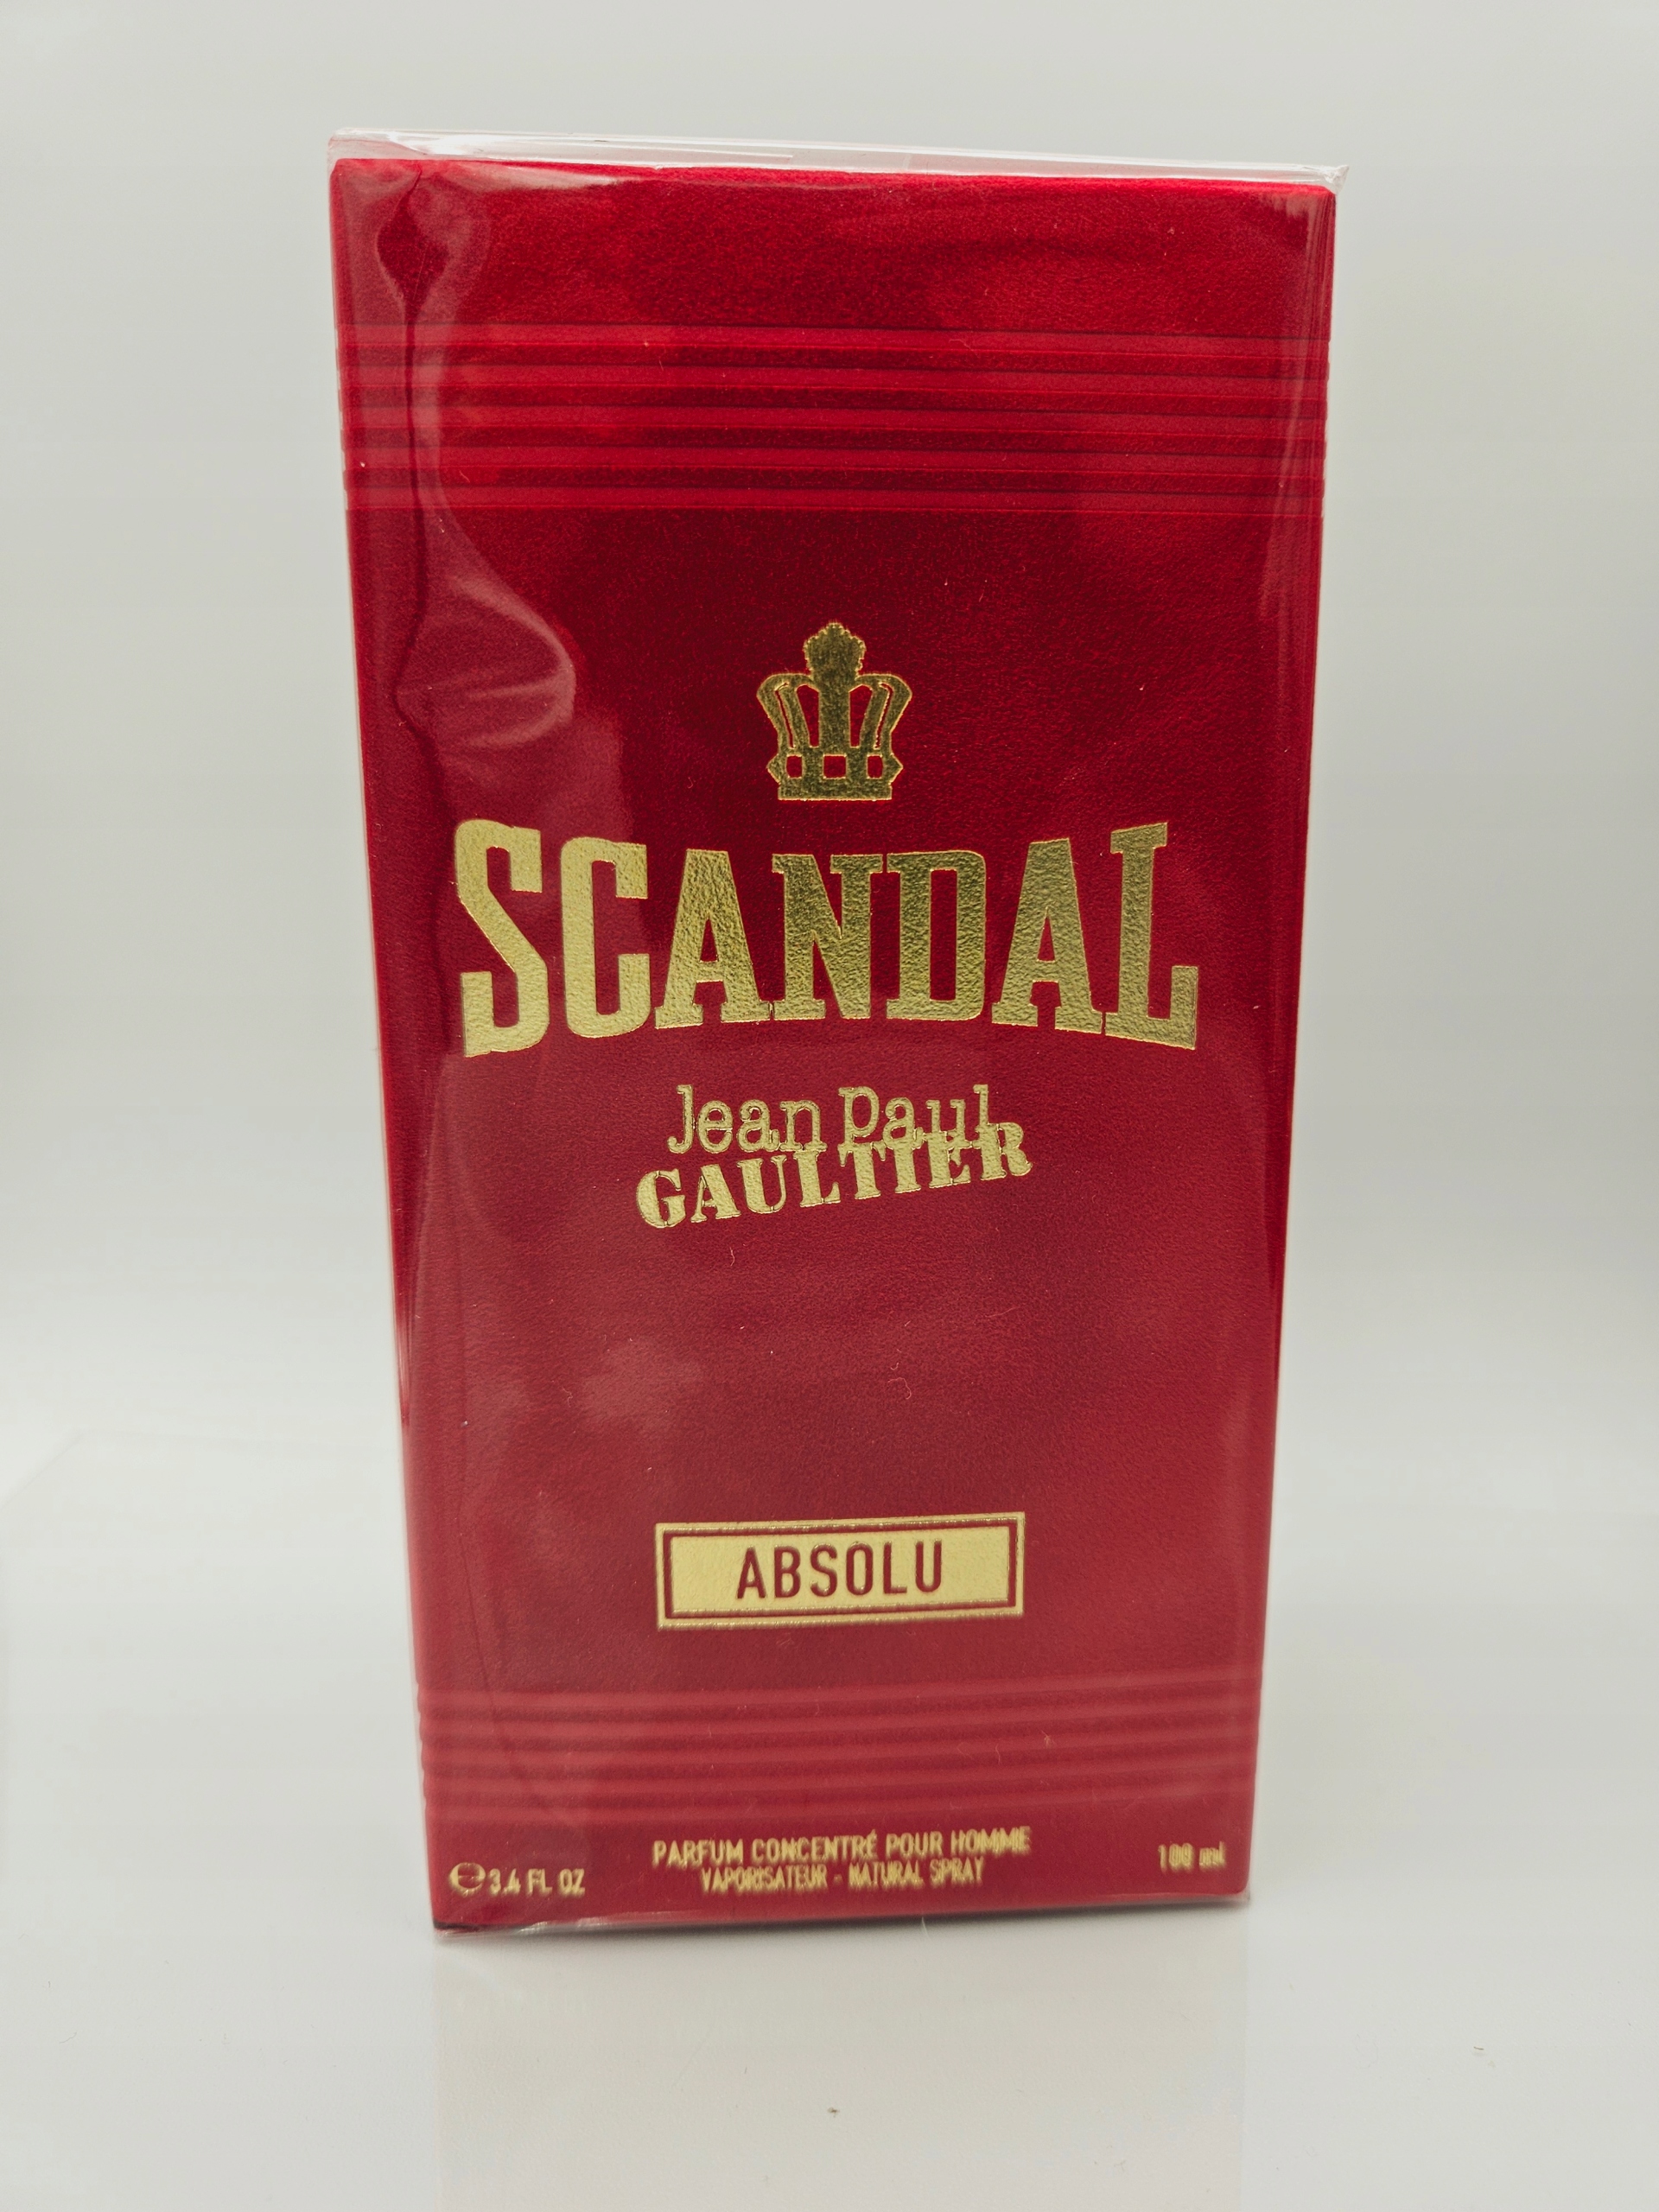 SCANDAL
Jean Paul
GAULTIER
ABSOLU
PARFUM CONCENTRÉ POUR HOMME
VAPORISATEUR - NATURAL SPRAY
℮ 3.4 FL OZ
100 ml